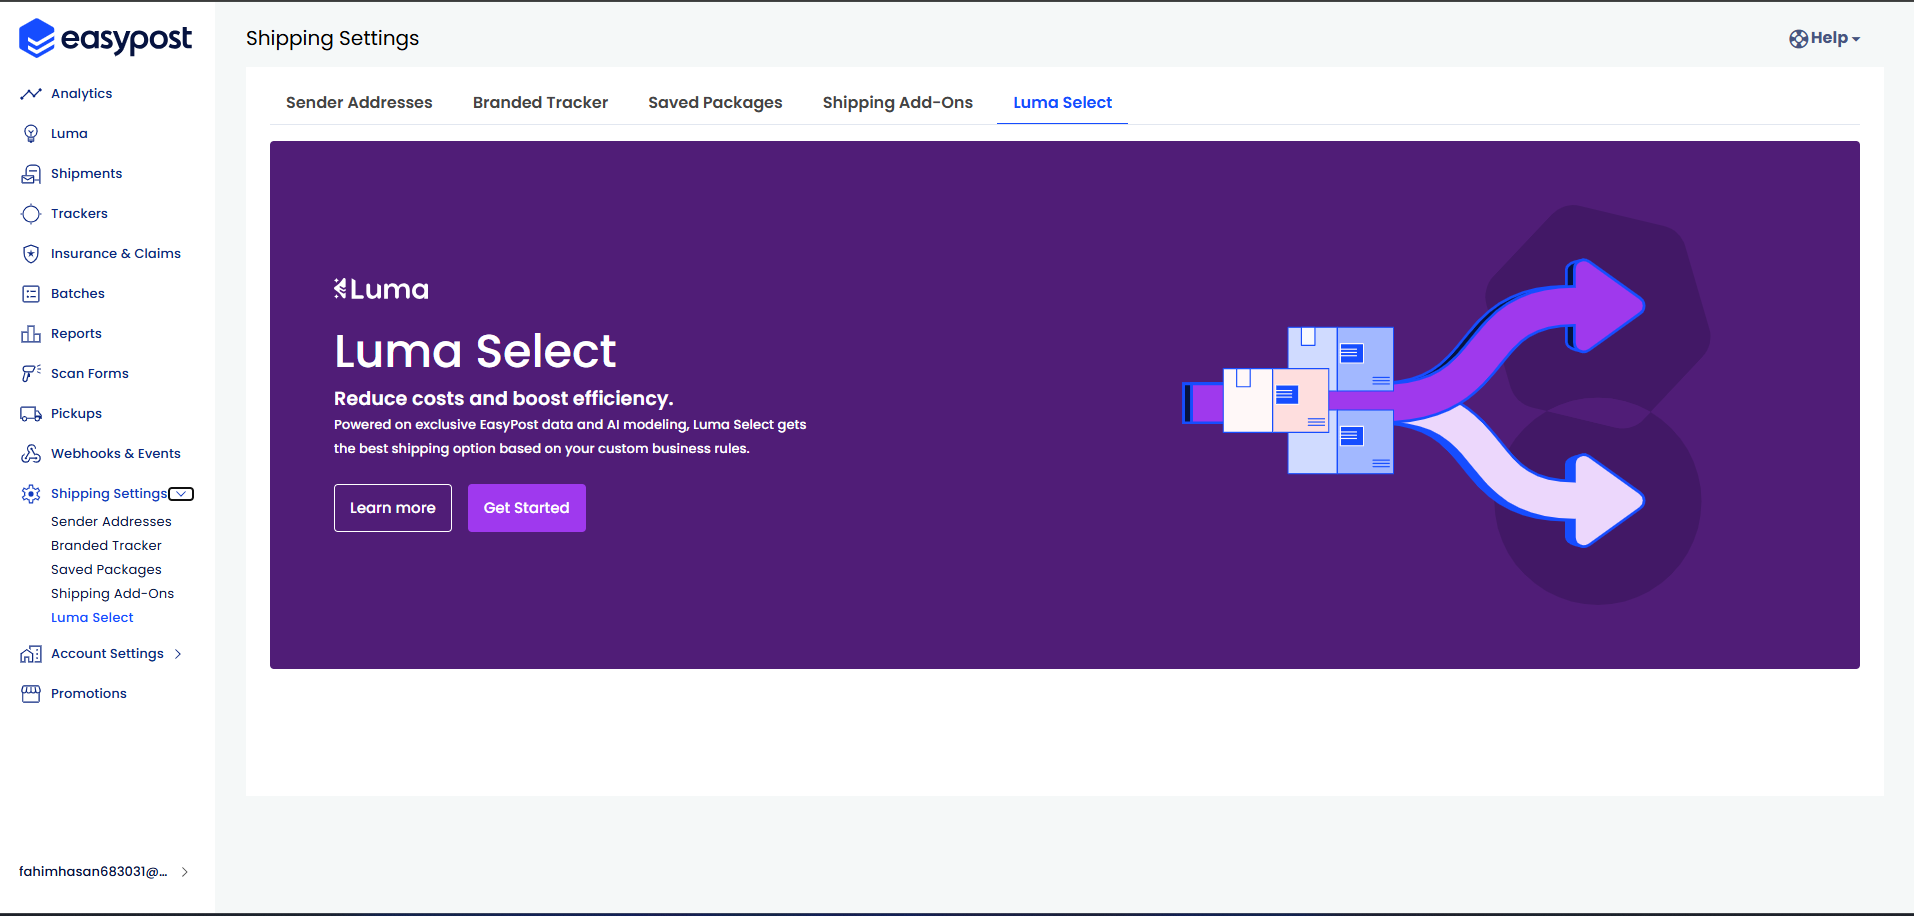 easypost
Analytics
Luma
Shipments
Trackers
Insurance & Claims
Batches
Reports
Scan Forms
Pickups
Webhooks & Events
Shipping Settings
Sender Addresses
Branded Tracker
Saved Packages
Shipping Add-Ons
Luma Select
Account Settings
Promotions
fahimhasan683031@...
Shipping Settings
Help
Sender Addresses
Branded Tracker
Saved Packages
Shipping Add-Ons
Luma Select
Luma
Luma Select
Reduce costs and boost efficiency.
Powered on exclusive EasyPost data and AI modeling, Luma Select gets
the best shipping option based on your custom business rules.
Learn more
Get Started